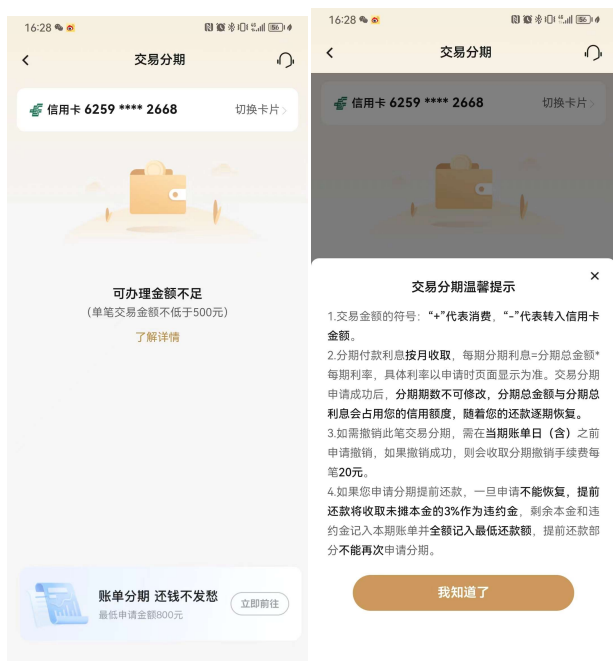 16:28
56
交易分期
信用卡 6259 **** 2668
切换卡片
可办理金额不足
(单笔交易金额不低于500元)
了解详情
账单分期 还钱不发愁
最低申请金额800元
立即前往
16:28
56
交易分期
信用卡 6259 **** 2668
切换卡片
交易分期温馨提示
1.交易金额的符号：“+”代表消费，“-”代表转入信用卡
金额。
2.分期付款利息按月收取，每期分期利息=分期总金额*
每期利率，具体利率以申请时页面显示为准。交易分期
申请成功后，分期期数不可修改，分期总金额与分期总
利息会占用您的信用额度，随着您的还款逐期恢复。
3.如需撤销此笔交易分期，需在当期账单日（含）之前
申请撤销，如果撤销成功，则会收取分期撤销手续费每
笔20元。
4.如果您申请分期提前还款，一旦申请不能恢复，提前
还款将收取未摊本金的3%作为违约金，剩余本金和违
约金记入本期账单并全额记入最低还款额，提前还款部
分不能再次申请分期。
我知道了